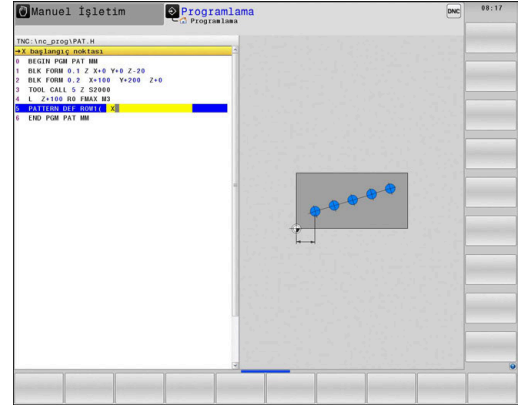 Manuel İşletim
Programlama
Programlama
DNC
08:17
TNC:\nc_prog\PAT.H
→X başlangıç noktası
0 BEGIN PGM PAT MM
1 BLK FORM 0.1 Z X+0 Y+0 Z-20
2 BLK FORM 0.2 X+100 Y+200 Z+0
3 TOOL CALL 5 Z S2000
4 L Z+100 R0 FMAX M3
5 PATTERN DEF ROW1( X
6 END PGM PAT MM